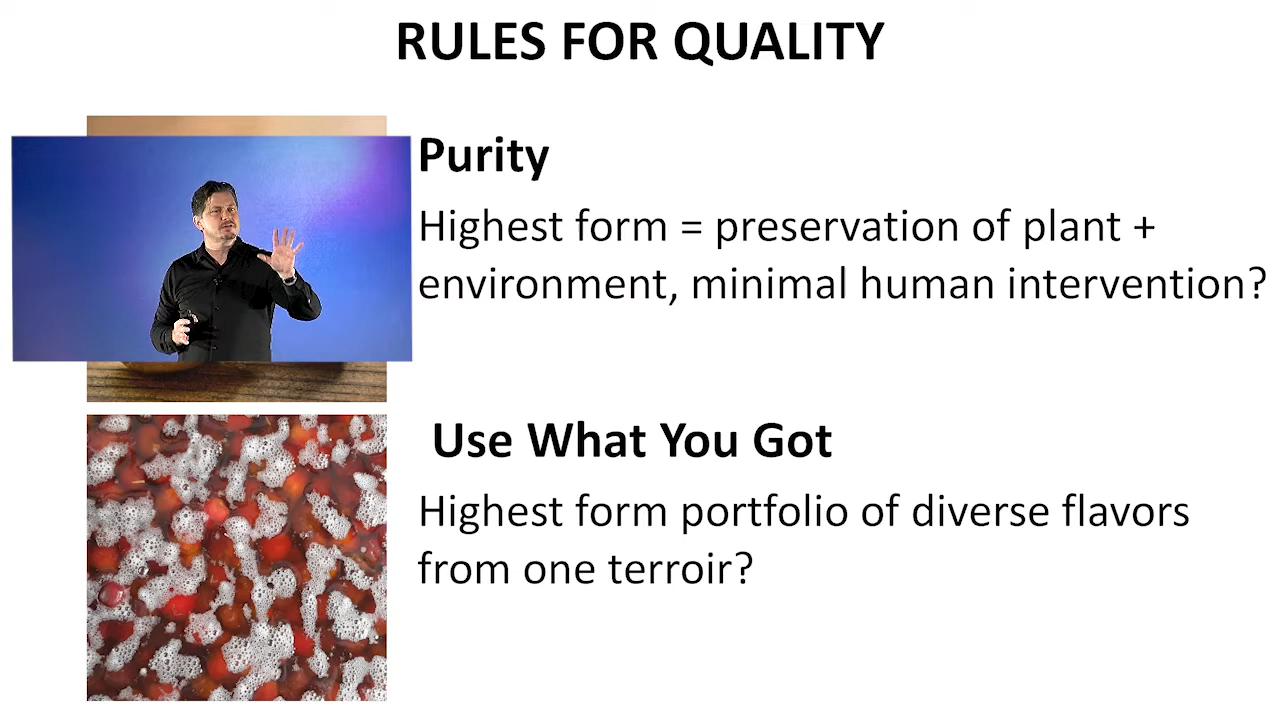 RULES FOR QUALITY
Purity
Highest form = preservation of plant +
environment, minimal human intervention?
Use What You Got
Highest form portfolio of diverse flavors
from one terroir?